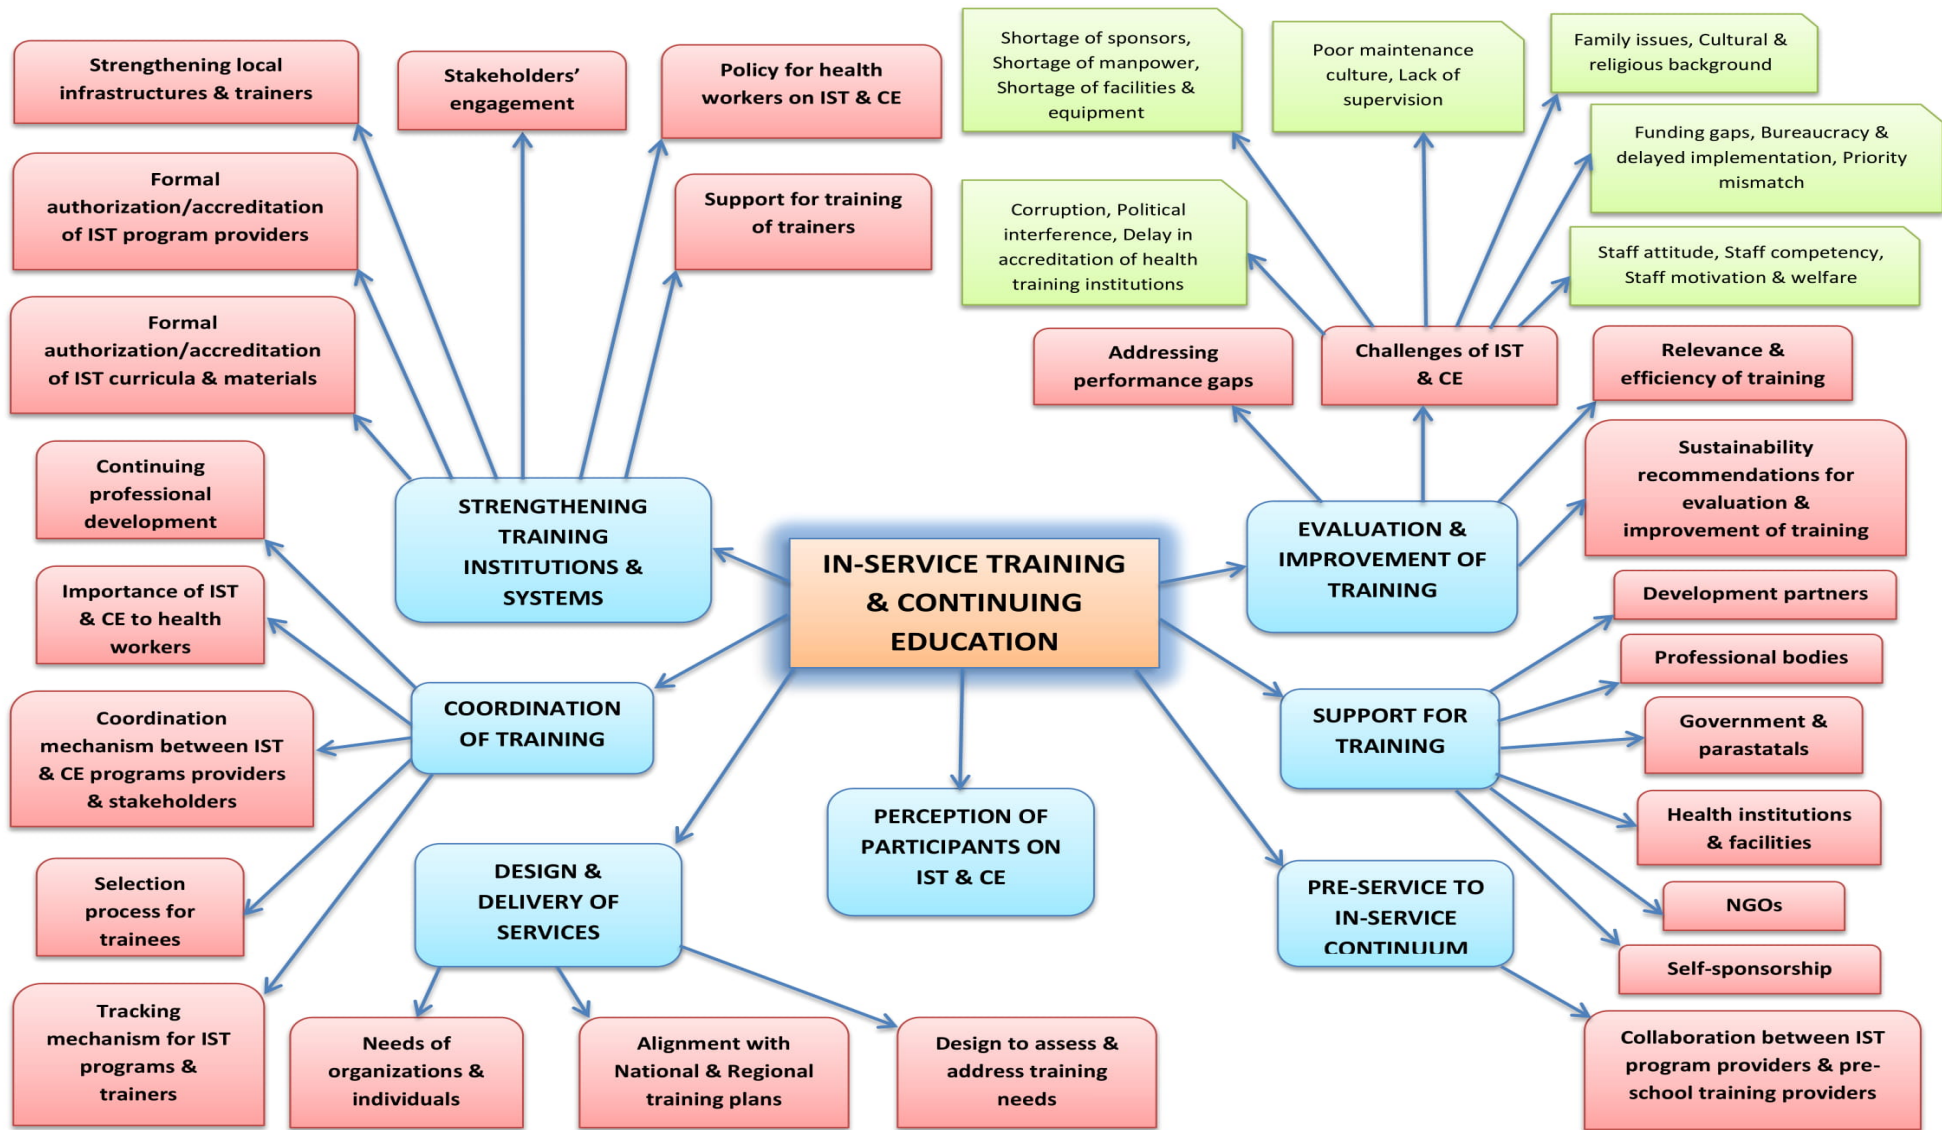 Strengthening local
infrastructures & trainers
Stakeholders'
engagement
Policy for health
workers on IST & CE
Formal
authorization/accreditation
of IST program providers
Support for training
of trainers
Formal
authorization/accreditation
of IST curricula & materials
Shortage of sponsors,
Shortage of manpower,
Shortage of facilities &
equipment
Poor maintenance
culture, Lack of
supervision
Family issues, Cultural &
religious background
Funding gaps, Bureaucracy &
delayed implementation, Priority
mismatch
Corruption, Political
interference, Delay in
accreditation of health
training institutions
Staff attitude, Staff competency,
Staff motivation & welfare
Addressing
performance gaps
Challenges of IST
& CE
Relevance &
efficiency of training
Sustainability
recommendations for
evaluation &
improvement of training
STRENGTHENING
TRAINING
INSTITUTIONS &
SYSTEMS
IN-SERVICE TRAINING
& CONTINUING
EDUCATION
EVALUATION &
IMPROVEMENT OF
TRAINING
Continuing
professional
development
Importance of IST
& CE to health
workers
Coordination
mechanism between IST
& CE programs providers
& stakeholders
Selection
process for
trainees
Tracking
mechanism for IST
programs &
trainers
COORDINATION
OF TRAINING
DESIGN &
DELIVERY OF
SERVICES
Needs of
organizations &
individuals
Alignment with
National & Regional
training plans
Design to assess &
address training
needs
PERCEPTION OF
PARTICIPANTS ON
IST & CE
SUPPORT FOR
TRAINING
Development partners
Professional bodies
Government &
parastatals
Health institutions
& facilities
NGOs
Self-sponsorship
PRE-SERVICE TO
IN-SERVICE
CONTINUUM
Collaboration between IST
program providers & pre-
school training providers